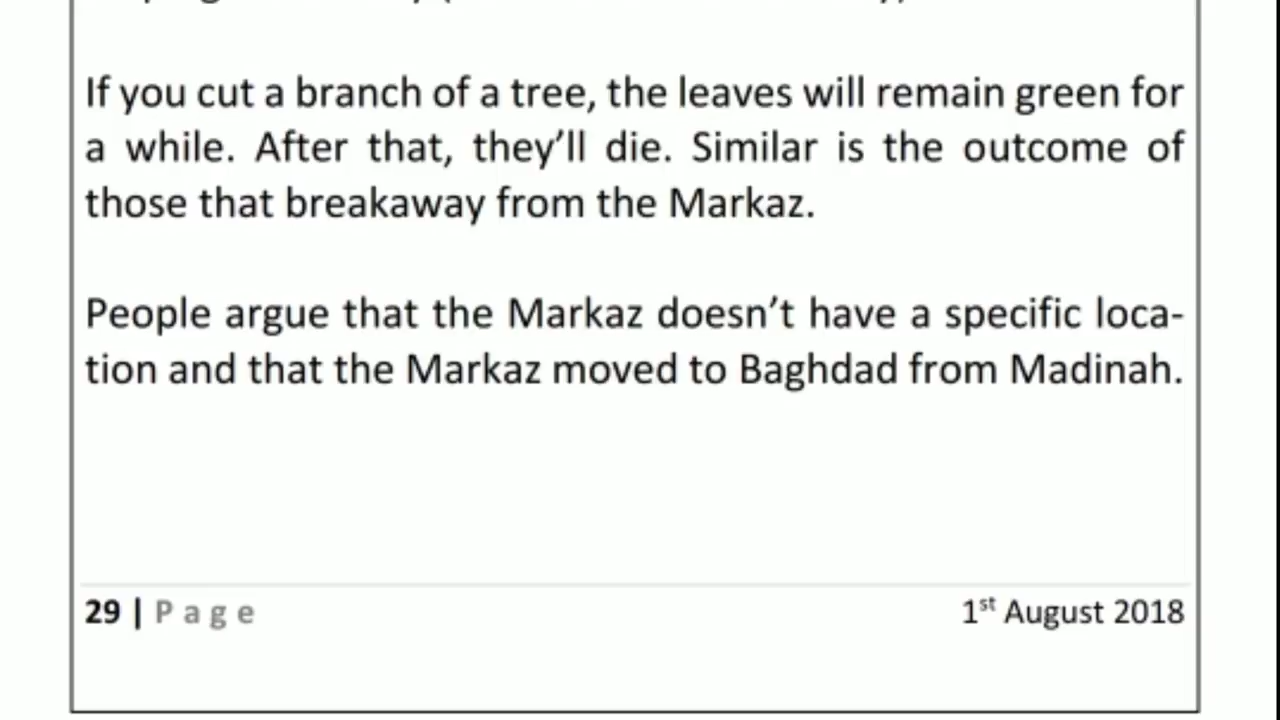 If you cut a branch of a tree, the leaves will remain green for
a while. After that, they’ll die. Similar is the outcome of
those that breakaway from the Markaz.
People argue that the Markaz doesn’t have a specific loca-
tion and that the Markaz moved to Baghdad from Madinah.
29 | P a g e
1st August 2018